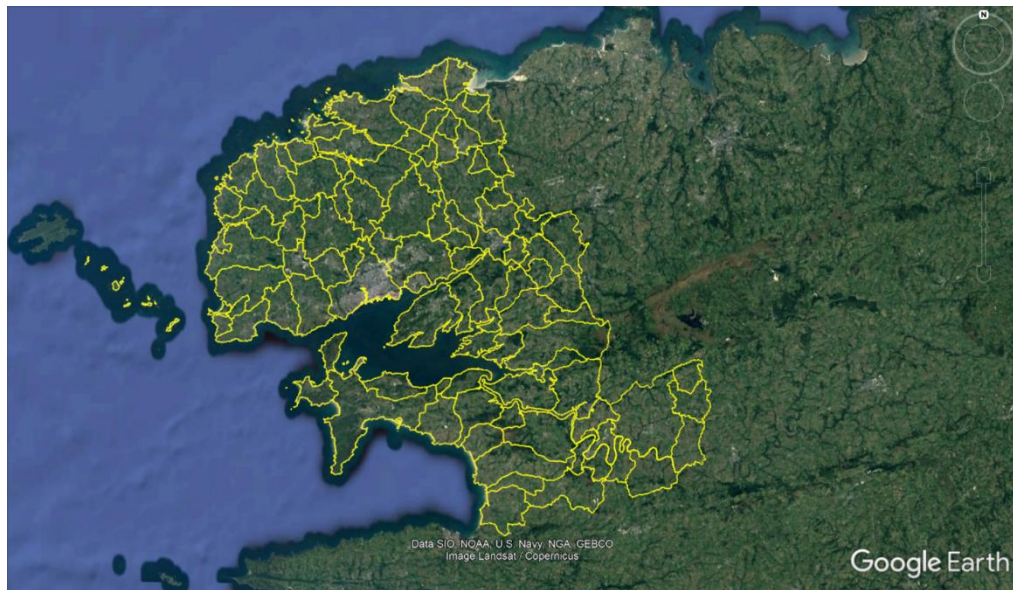 N
Data SIO, NOAA, U.S. Navy, NGA, GEBCO
Image Landsat / Copernicus
Google Earth